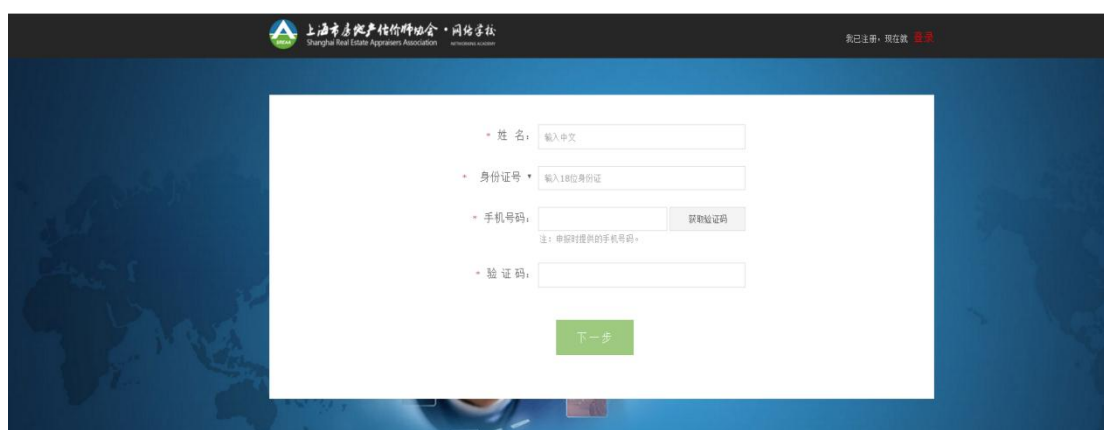 上海市房地产估价师协会·网络学校
Shanghai Real Estate Appraisers Association NETWORKING ACADEMY
我已注册，现在就 登录
* 姓 名： 输入中文
* 身份证号 ▼ 输入18位身份证
* 手机号码： 获取验证码
注：申报时提供的手机号码。
* 验 证 码：
下一步